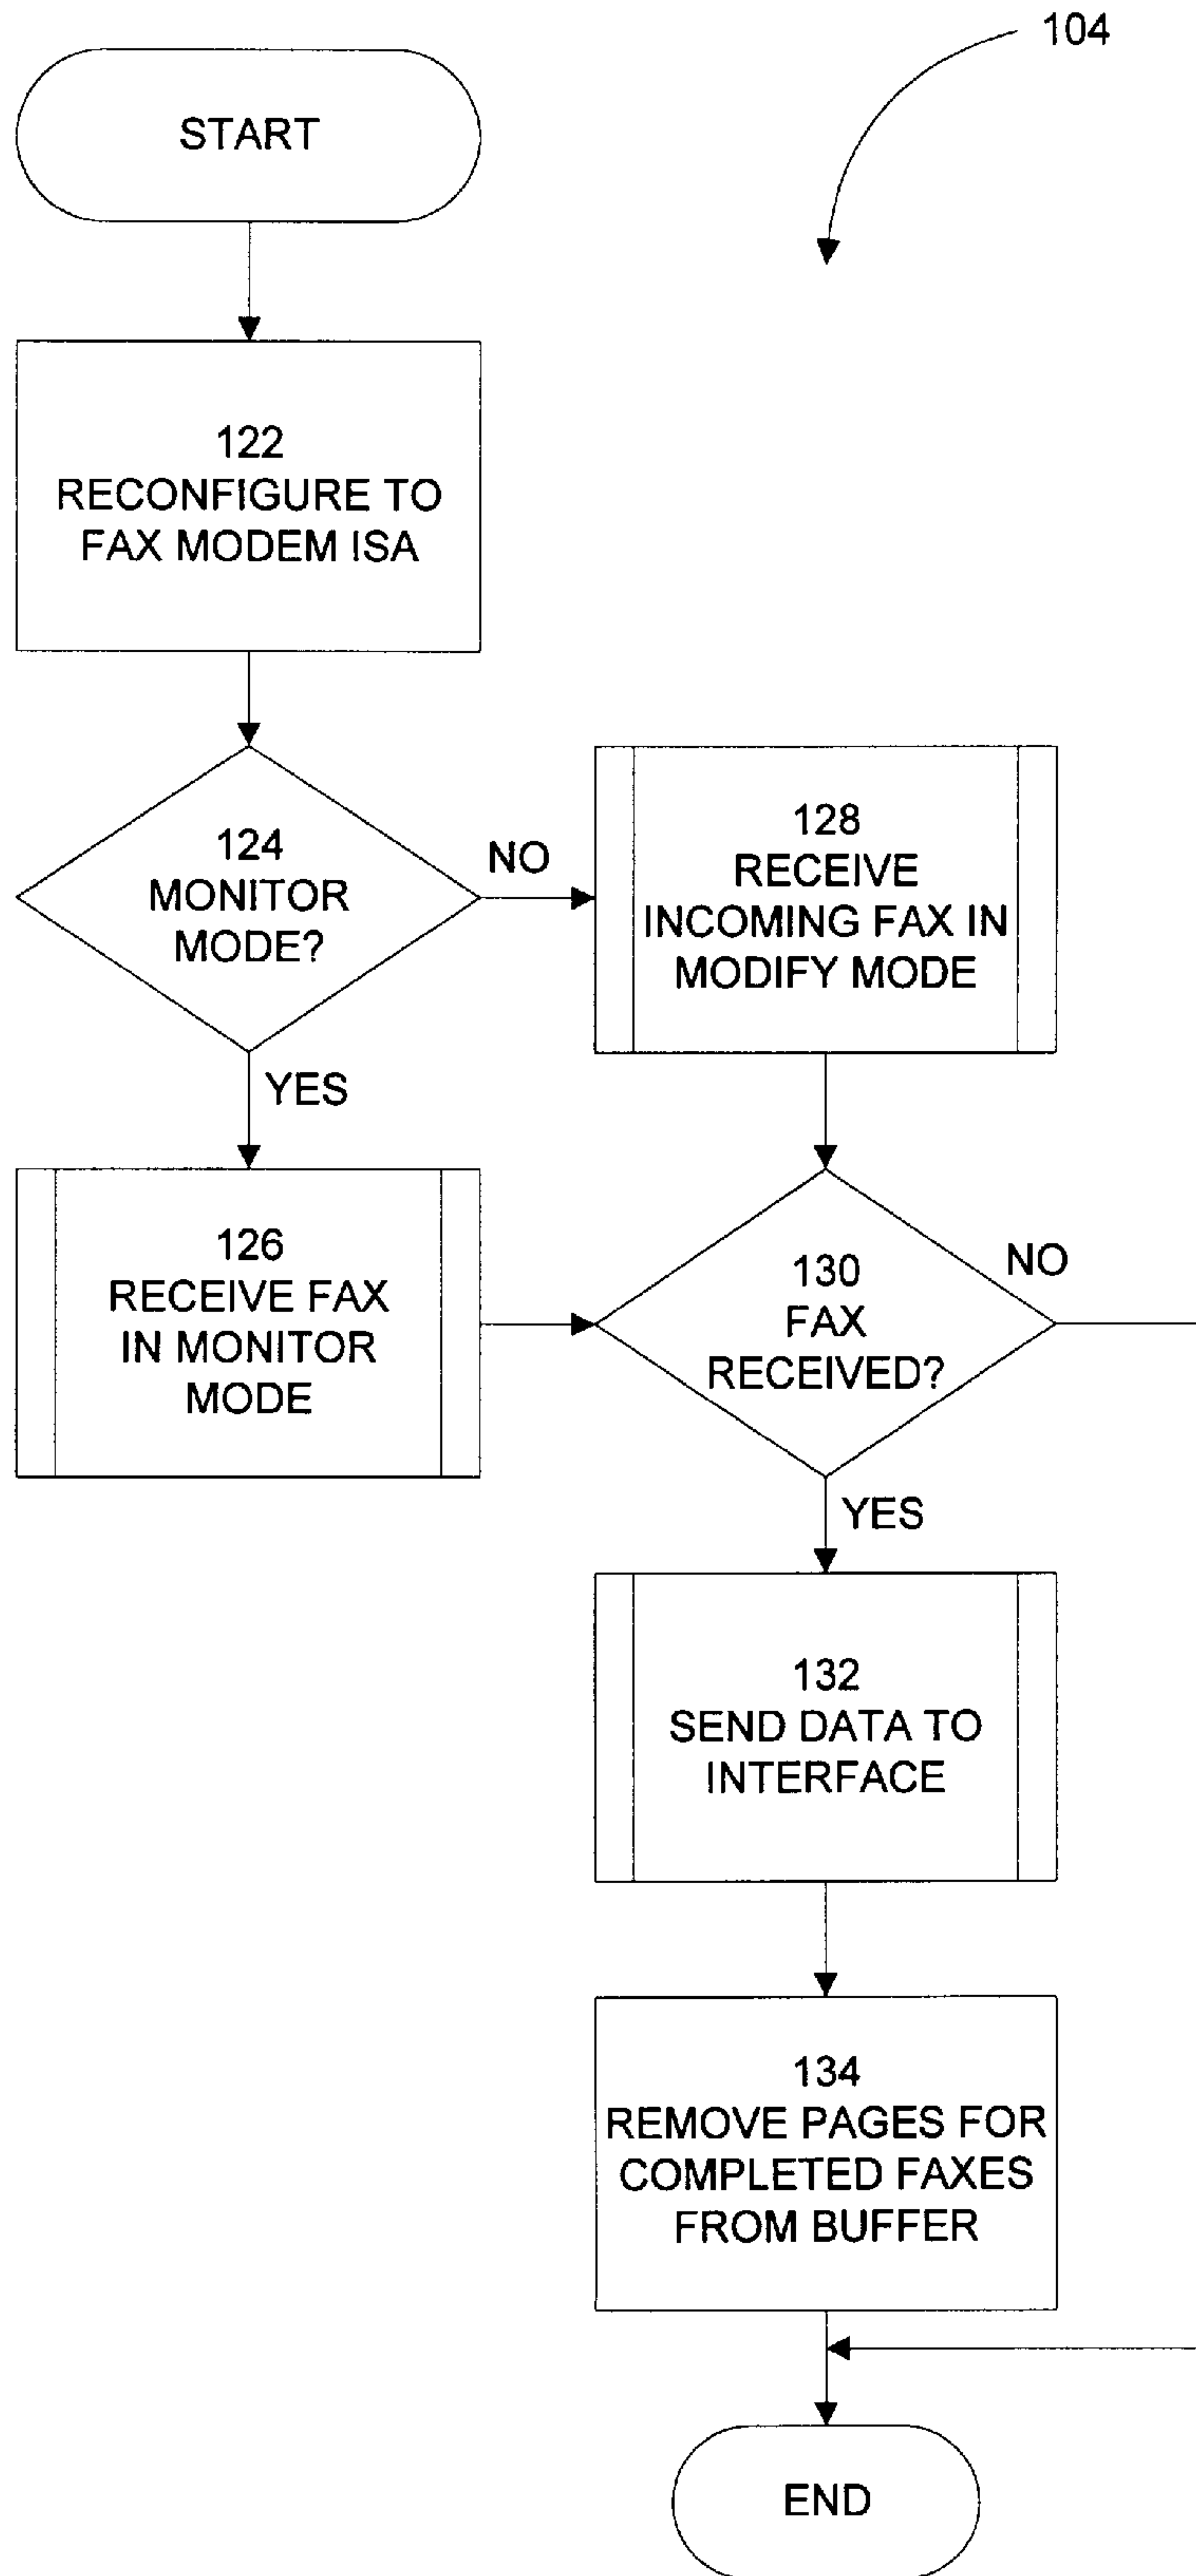 104
START
122
RECONFIGURE TO
FAX MODEM ISA
124
MONITOR
MODE?
NO
128
RECEIVE
INCOMING FAX IN
MODIFY MODE
YES
126
RECEIVE FAX
IN MONITOR
MODE
130
FAX
RECEIVED?
NO
YES
132
SEND DATA TO
INTERFACE
134
REMOVE PAGES FOR
COMPLETED FAXES
FROM BUFFER
END